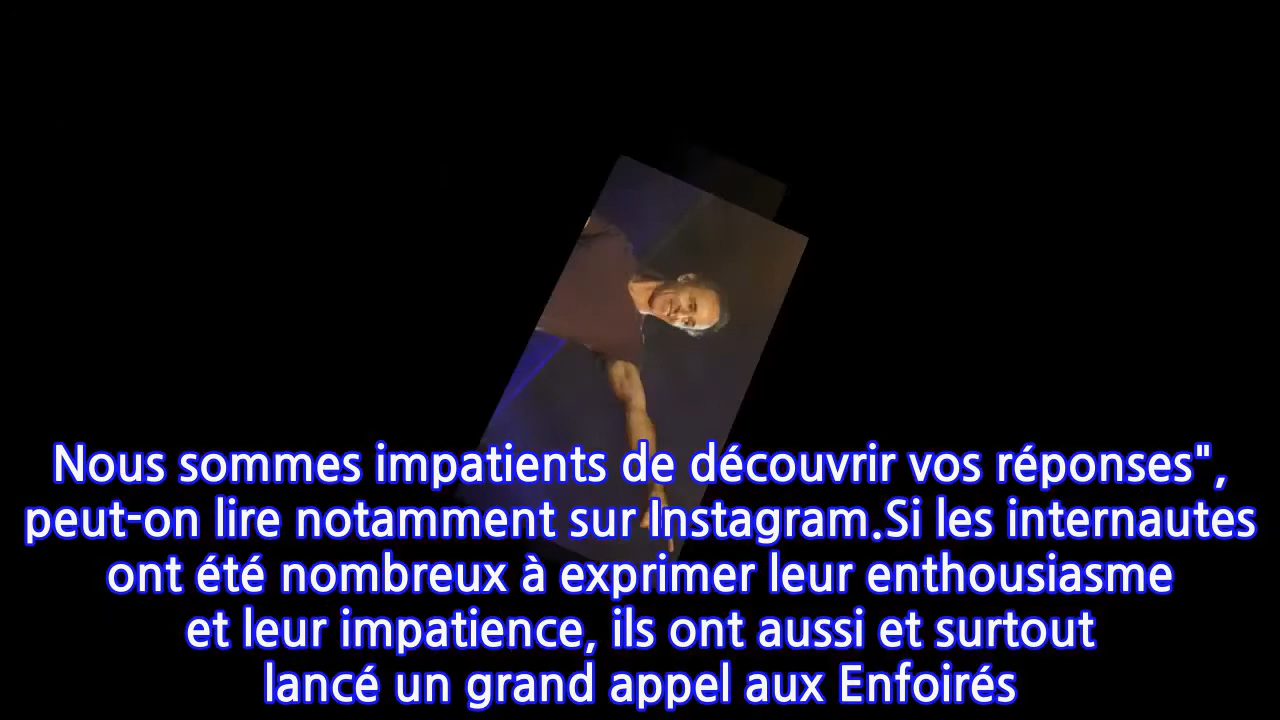 Nous sommes impatients de découvrir vos réponses",
peut-on lire notamment sur Instagram.Si les internautes
ont été nombreux à exprimer leur enthousiasme
et leur impatience, ils ont aussi et surtout
lancé un grand appel aux Enfoirés